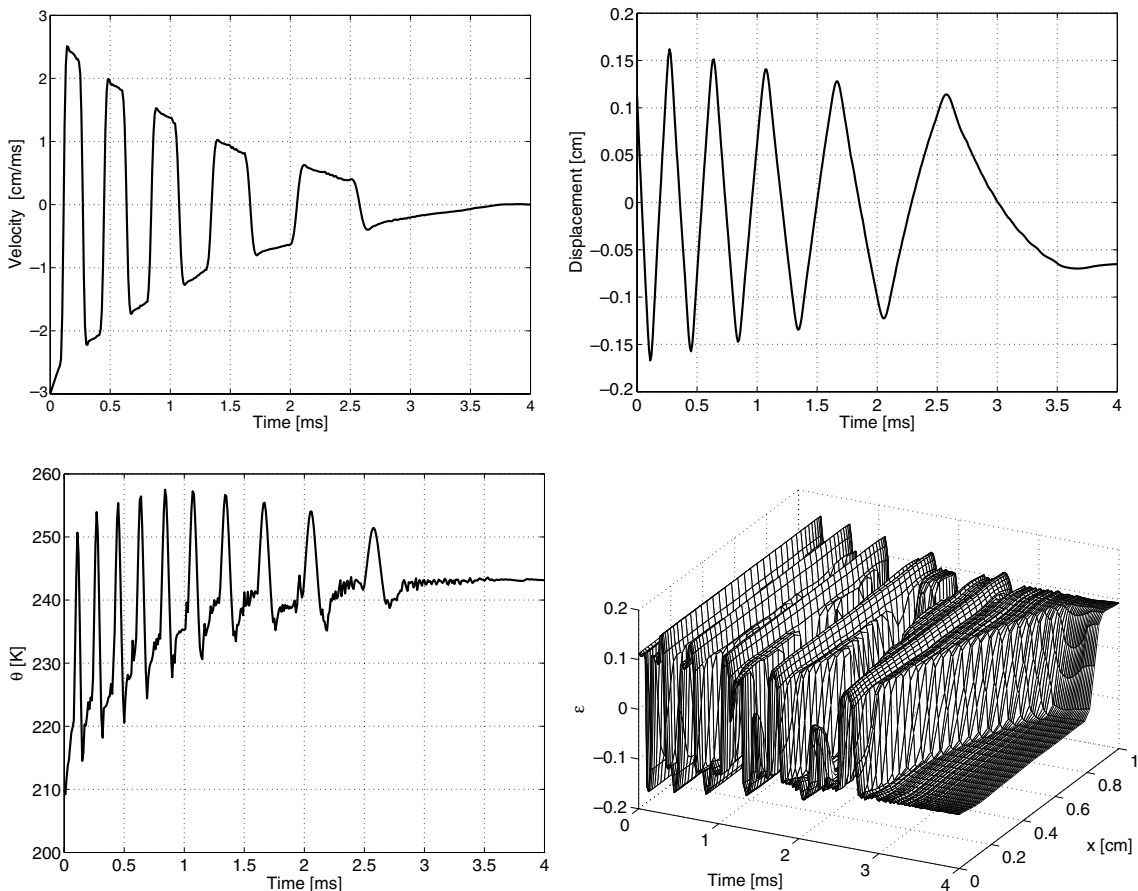 3
2
1
0
−1
−2
−3
Velocity [cm/ms]
0 0.5 1 1.5 2 2.5 3 3.5 4
Time [ms]
0.2
0.15
0.1
0.05
0
−0.05
−0.1
−0.15
−0.2
Displacement [cm]
0 0.5 1 1.5 2 2.5 3 3.5 4
Time [ms]
260
250
240
230
220
210
200
θ [K]
0 0.5 1 1.5 2 2.5 3 3.5 4
Time [ms]
0.2
0.1
0
−0.1
−0.2
ε
0 1 2 3 4
Time [ms]
0 0.2 0.4 0.6 0.8 1
x [cm]